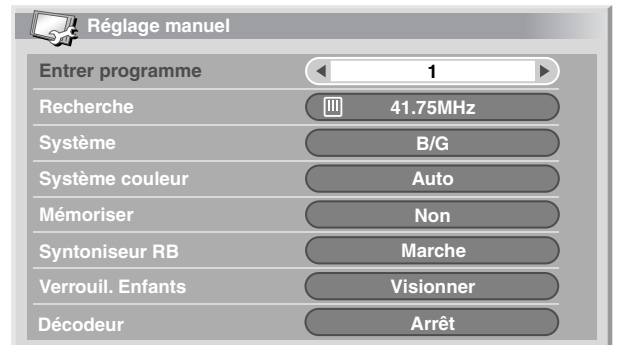 Réglage manuel
Entrer programme 1
Recherche 41.75MHz
Système B/G
Système couleur Auto
Mémoriser Non
Syntoniseur RB Marche
Verrouil. Enfants Visionner
Décodeur Arrêt